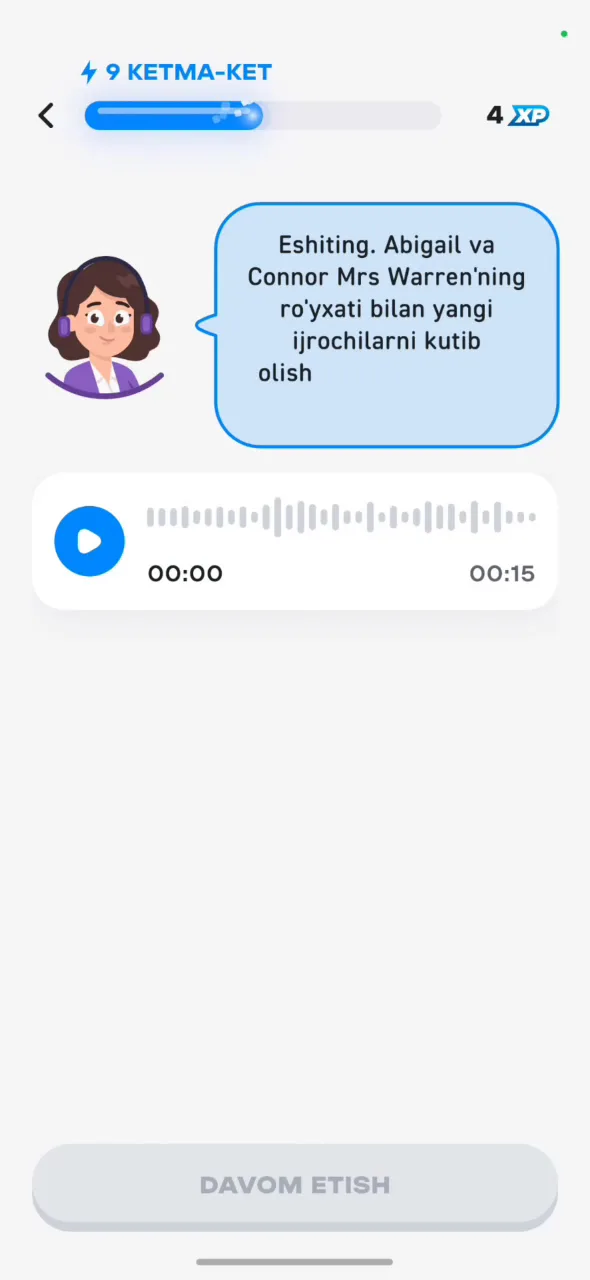 9 KETMA-KET
4 XP
Eshiting. Abigail va
Connor Mrs Warren'ning
ro'yxati bilan yangi
ijrochilarni kutib
olish
00:00
00:15
DAVOM ETISH